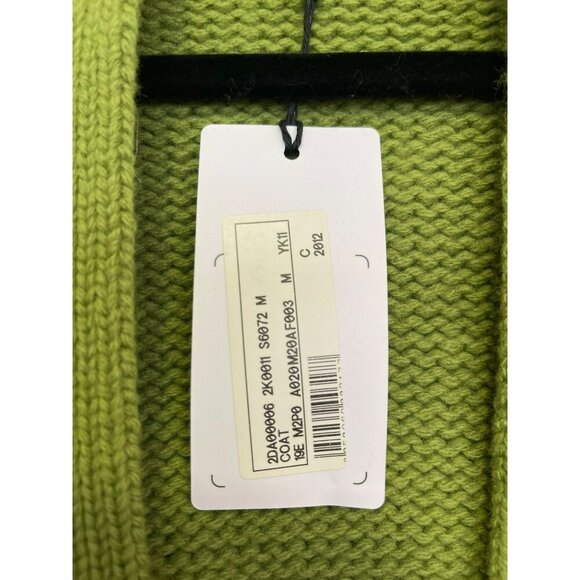 2DA00006 2K0011 S6072 M
COAT
19E M2P0 A020M20AF003 M YK11
C
2012